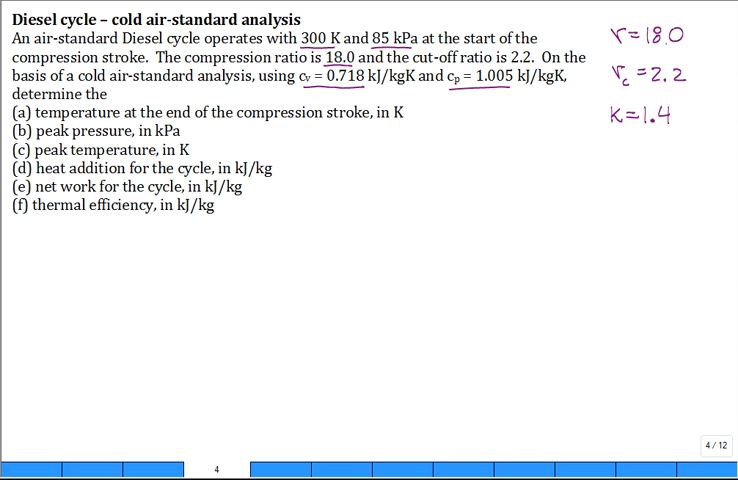 Diesel cycle – cold air-standard analysis
An air-standard Diesel cycle operates with 300 K and 85 kPa at the start of the
compression stroke. The compression ratio is 18.0 and the cut-off ratio is 2.2. On the
basis of a cold air-standard analysis, using cv = 0.718 kJ/kgK and cp = 1.005 kJ/kgK,
determine the
(a) temperature at the end of the compression stroke, in K
(b) peak pressure, in kPa
(c) peak temperature, in K
(d) heat addition for the cycle, in kJ/kg
(e) net work for the cycle, in kJ/kg
(f) thermal efficiency, in kJ/kg
r=18.0
rc=2.2
k=1.4
4 / 12
4